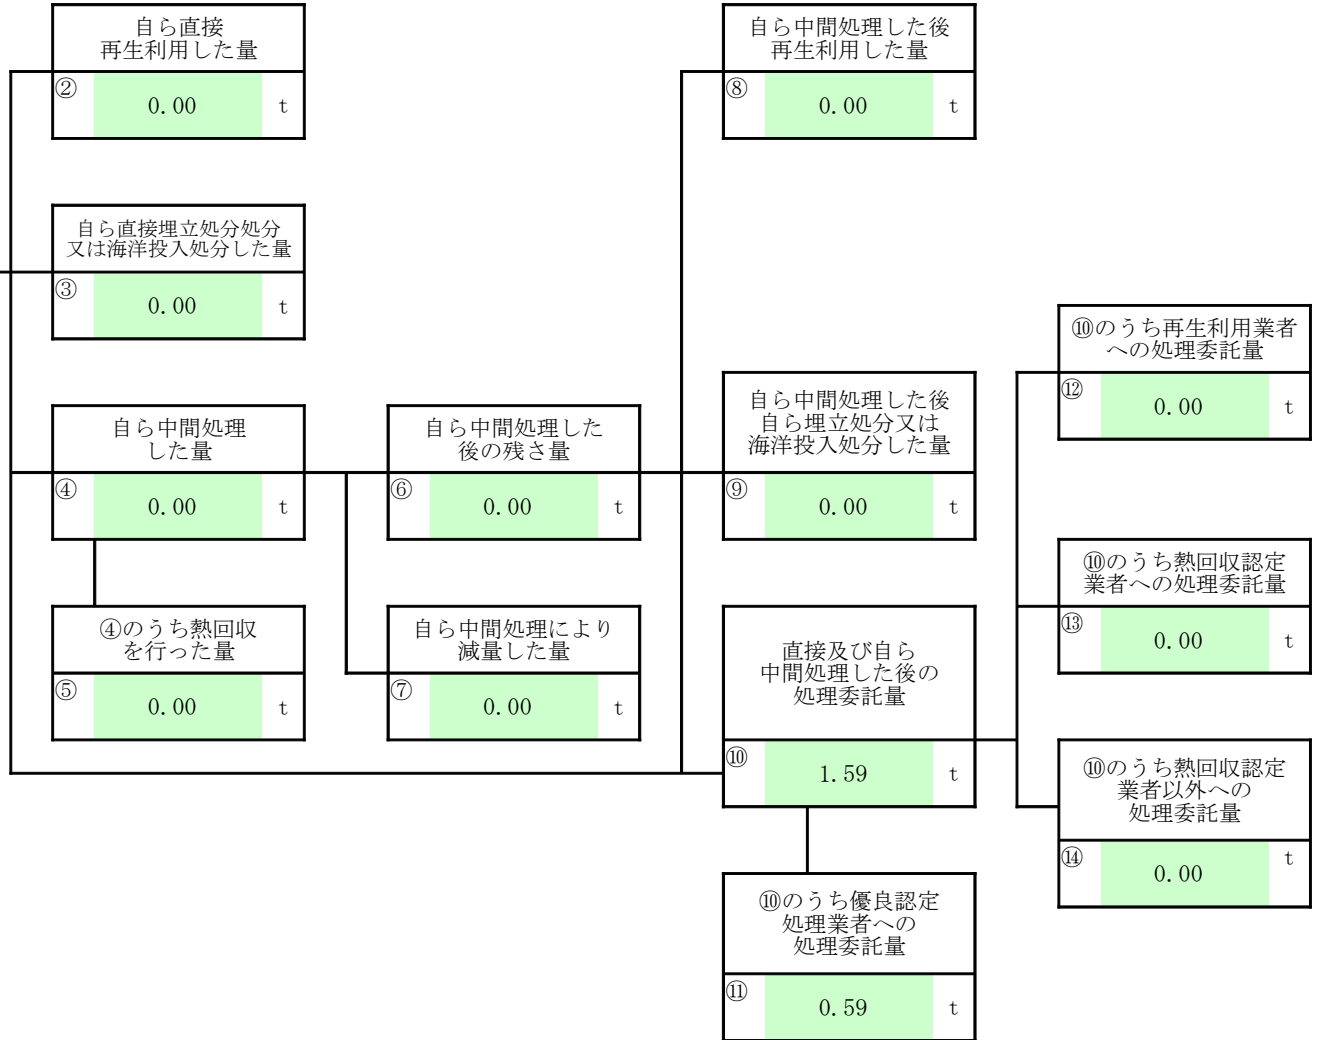 自ら直接
再生利用した量
②
0.00
t
自ら中間処理した後
再生利用した量
⑧
0.00
t
自ら直接埋立処分処分
又は海洋投入処分した量
③
0.00
t
⑩のうち再生利用業者
への処理委託量
⑫
0.00
t
自ら中間処理
した量
④
0.00
t
自ら中間処理した
後の残さ量
⑥
0.00
t
自ら中間処理した後
自ら埋立処分又は
海洋投入処分した量
⑨
0.00
t
⑩のうち熱回収認定
業者への処理委託量
⑬
0.00
t
④のうち熱回収
を行った量
⑤
0.00
t
自ら中間処理により
減量した量
⑦
0.00
t
直接及び自ら
中間処理した後の
処理委託量
⑩
1.59
t
⑩のうち熱回収認定
業者以外への
処理委託量
⑭
0.00
t
⑩のうち優良認定
処理業者への
処理委託量
⑪
0.59
t